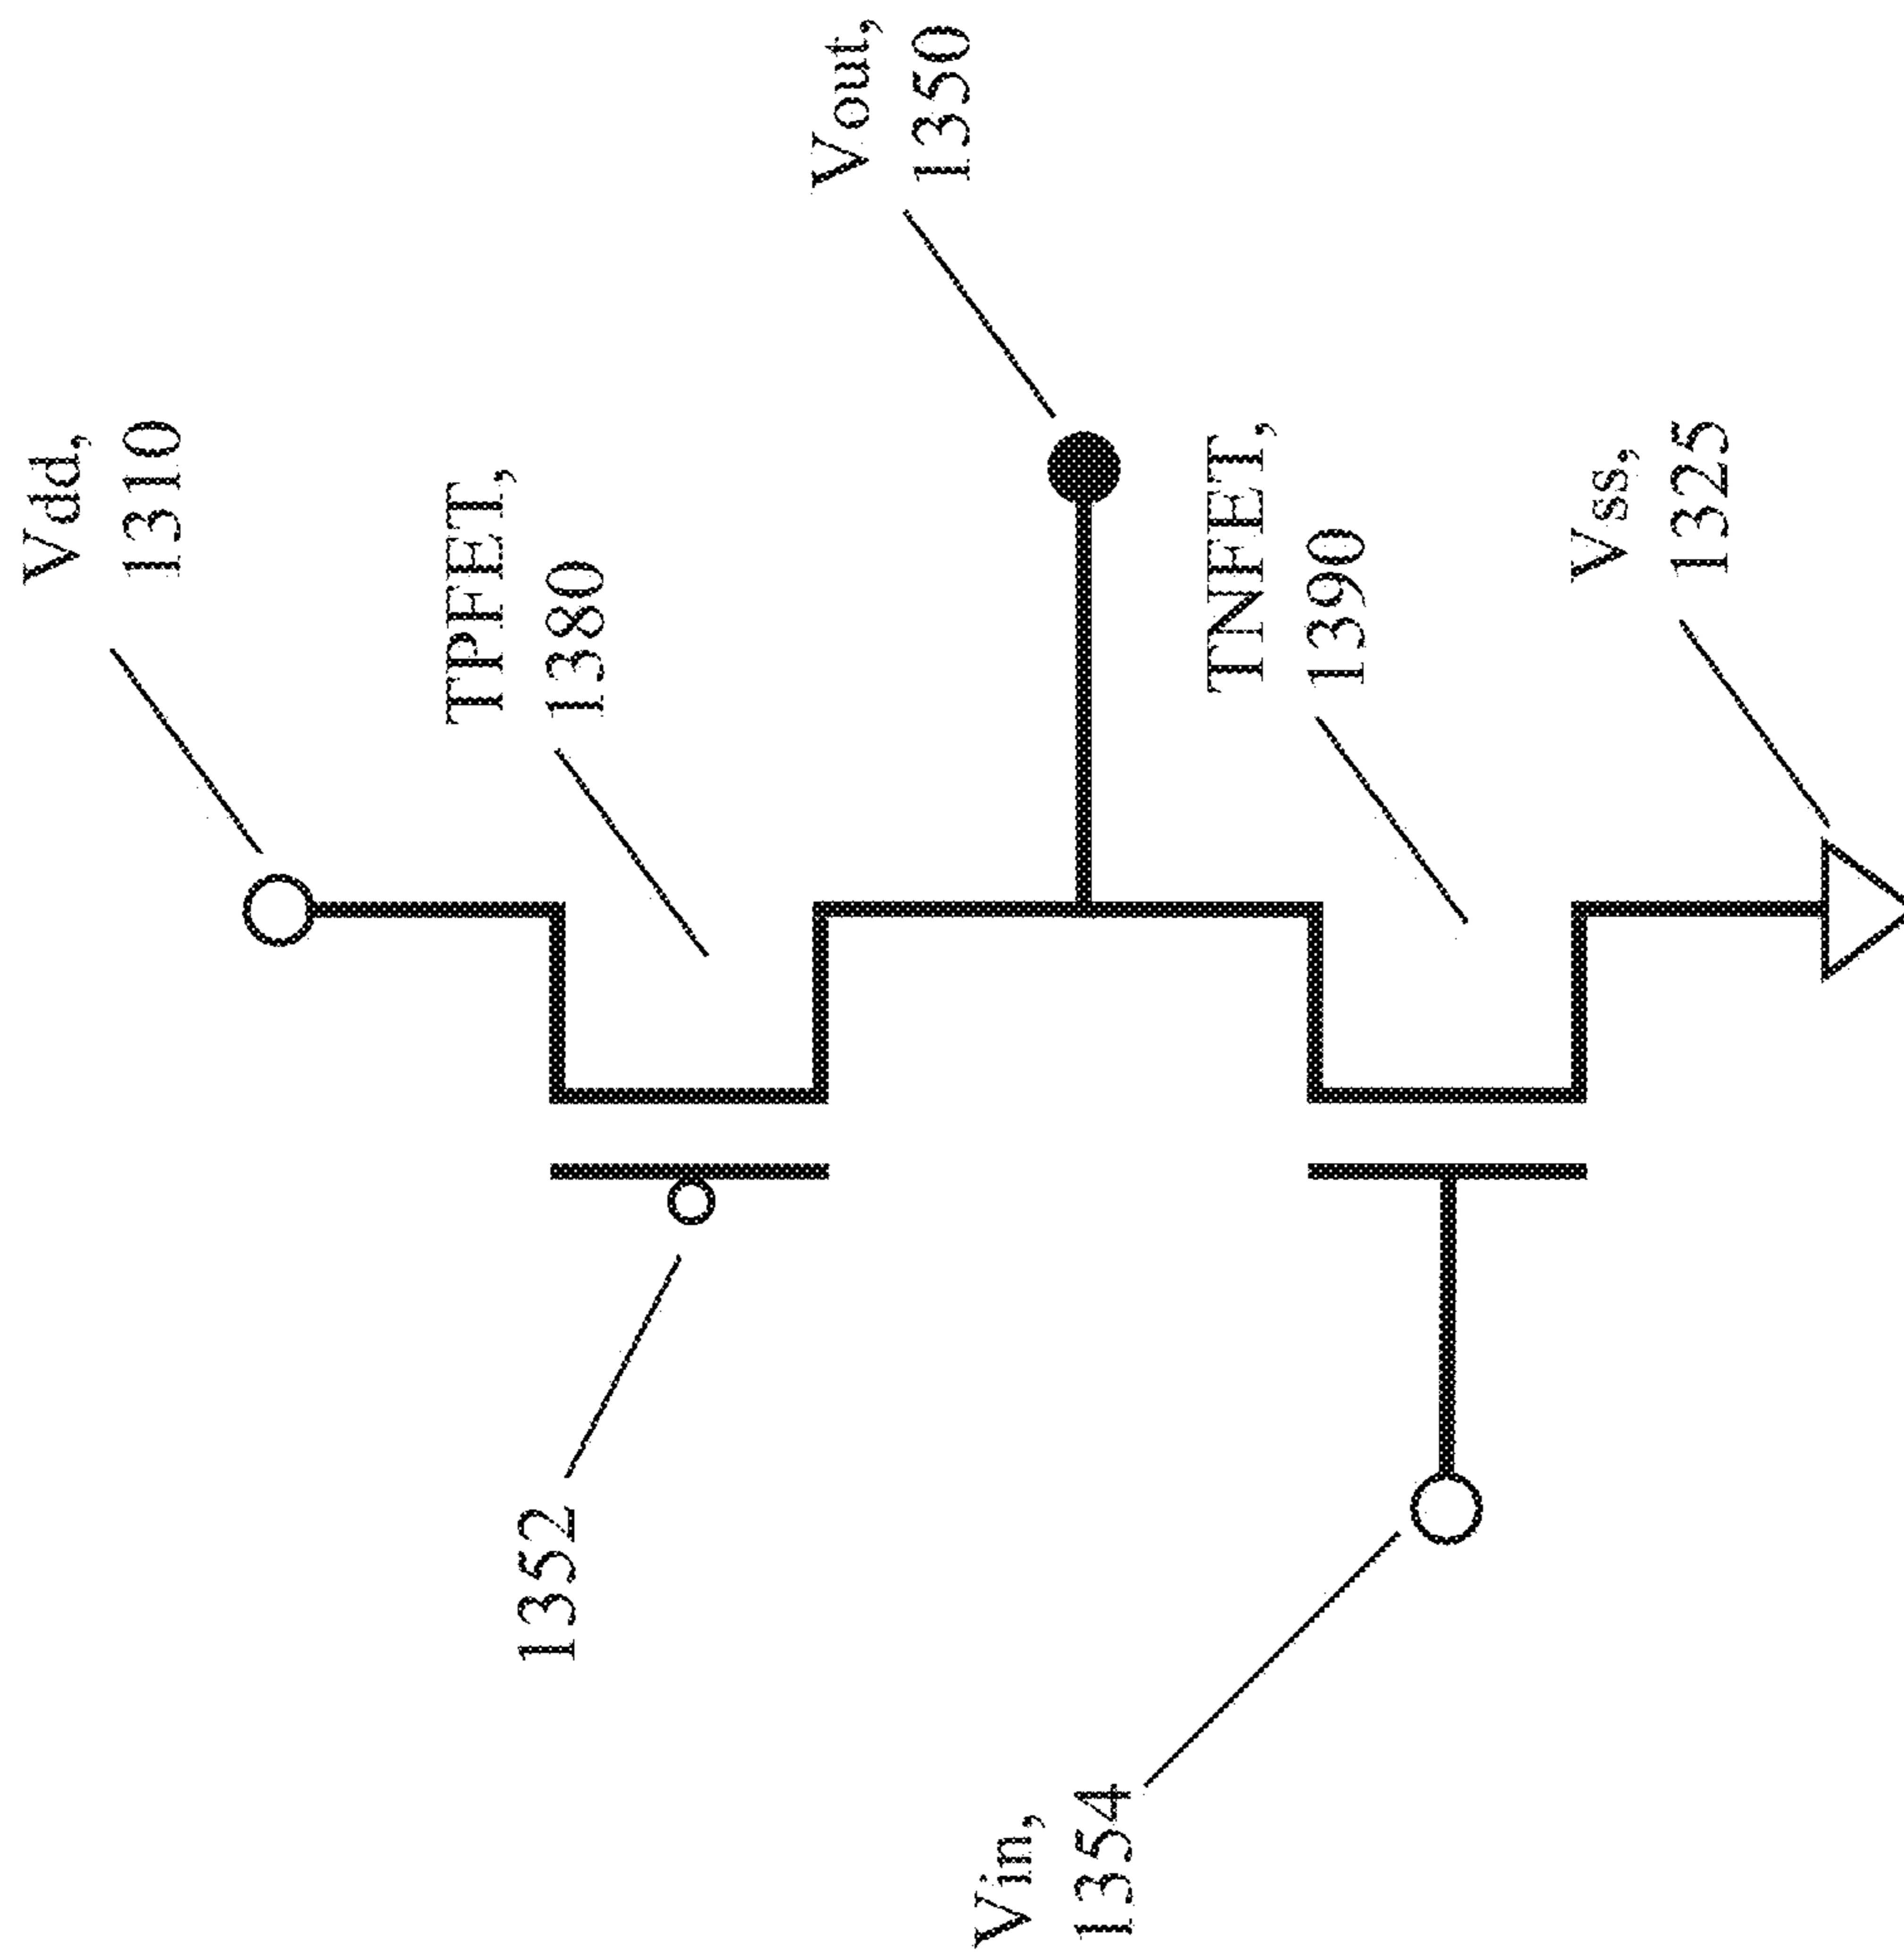 Vdd,
1310
TPFET,
1380
Vout,
1350
TNFET,
1390
Vss,
1325
1352
Vin,
1354